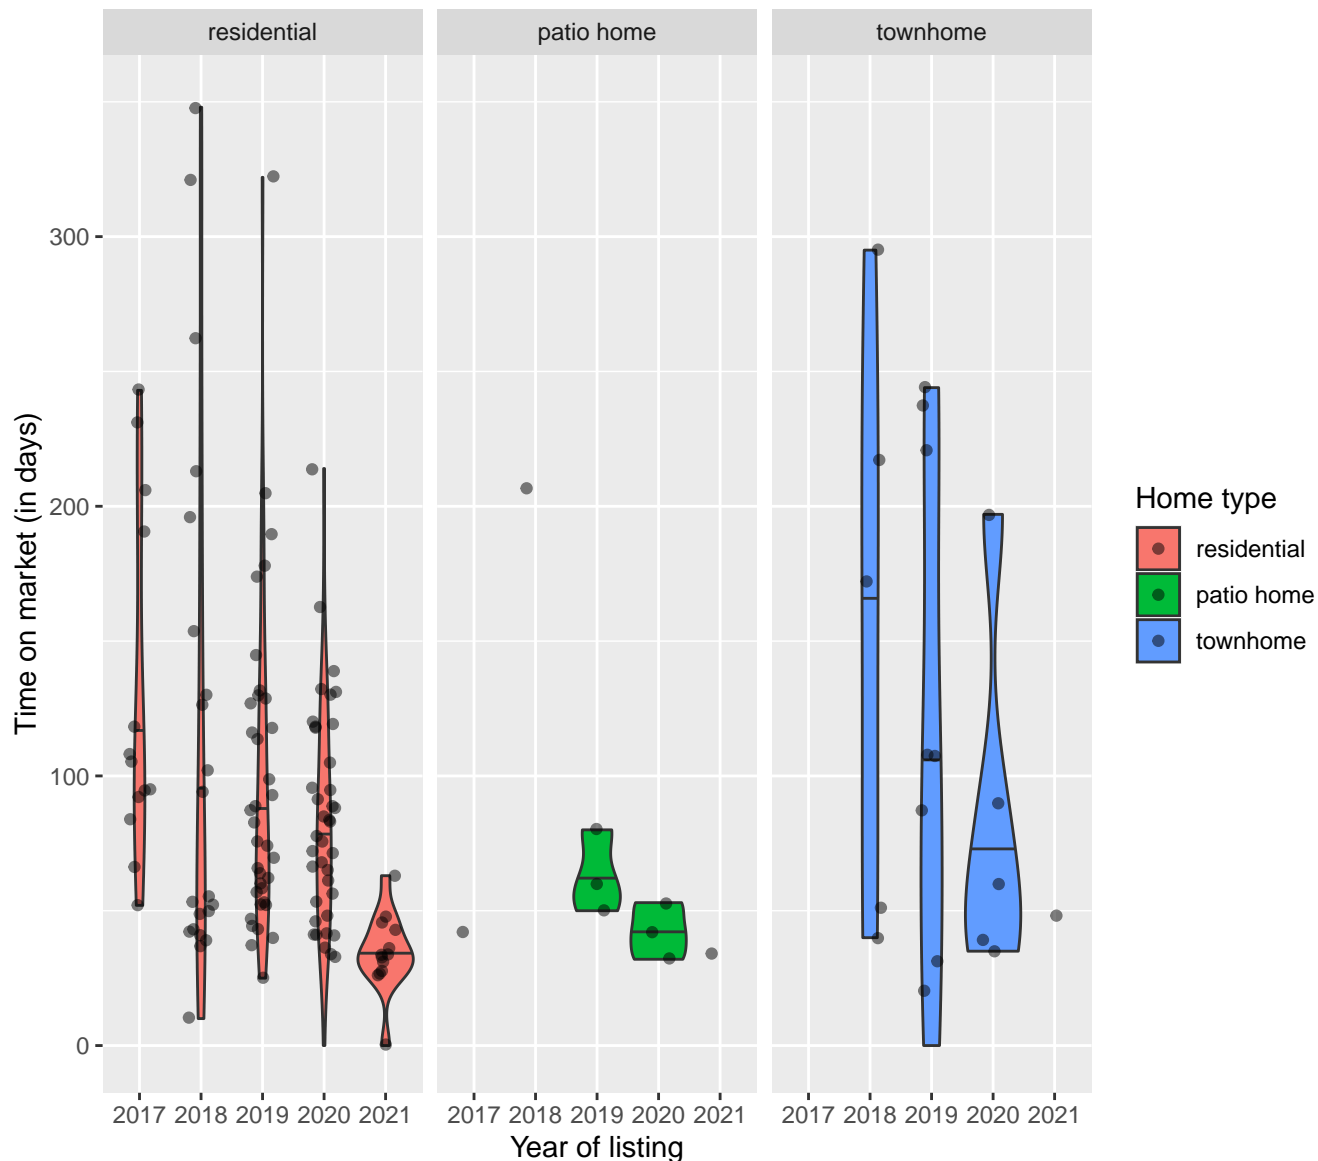 residential patio home townhome
300
200
100
0
Time on market (in days)
2017 2018 2019 2020 2021 2017 2018 2019 2020 2021 2017 2018 2019 2020 2021
Year of listing
Home type
residential
patio home
townhome